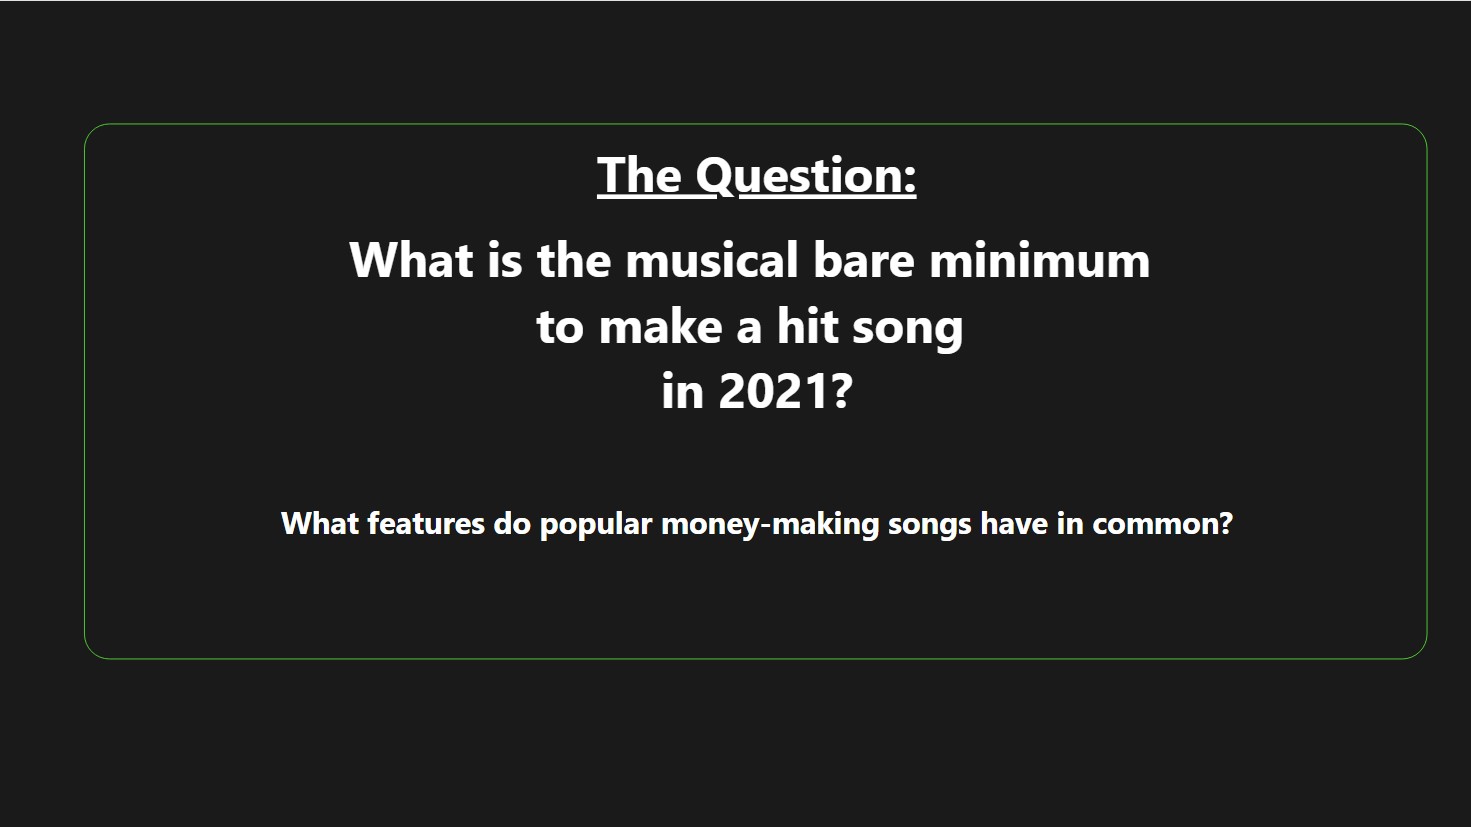 The Question:
What is the musical bare minimum
to make a hit song
in 2021?
What features do popular money-making songs have in common?